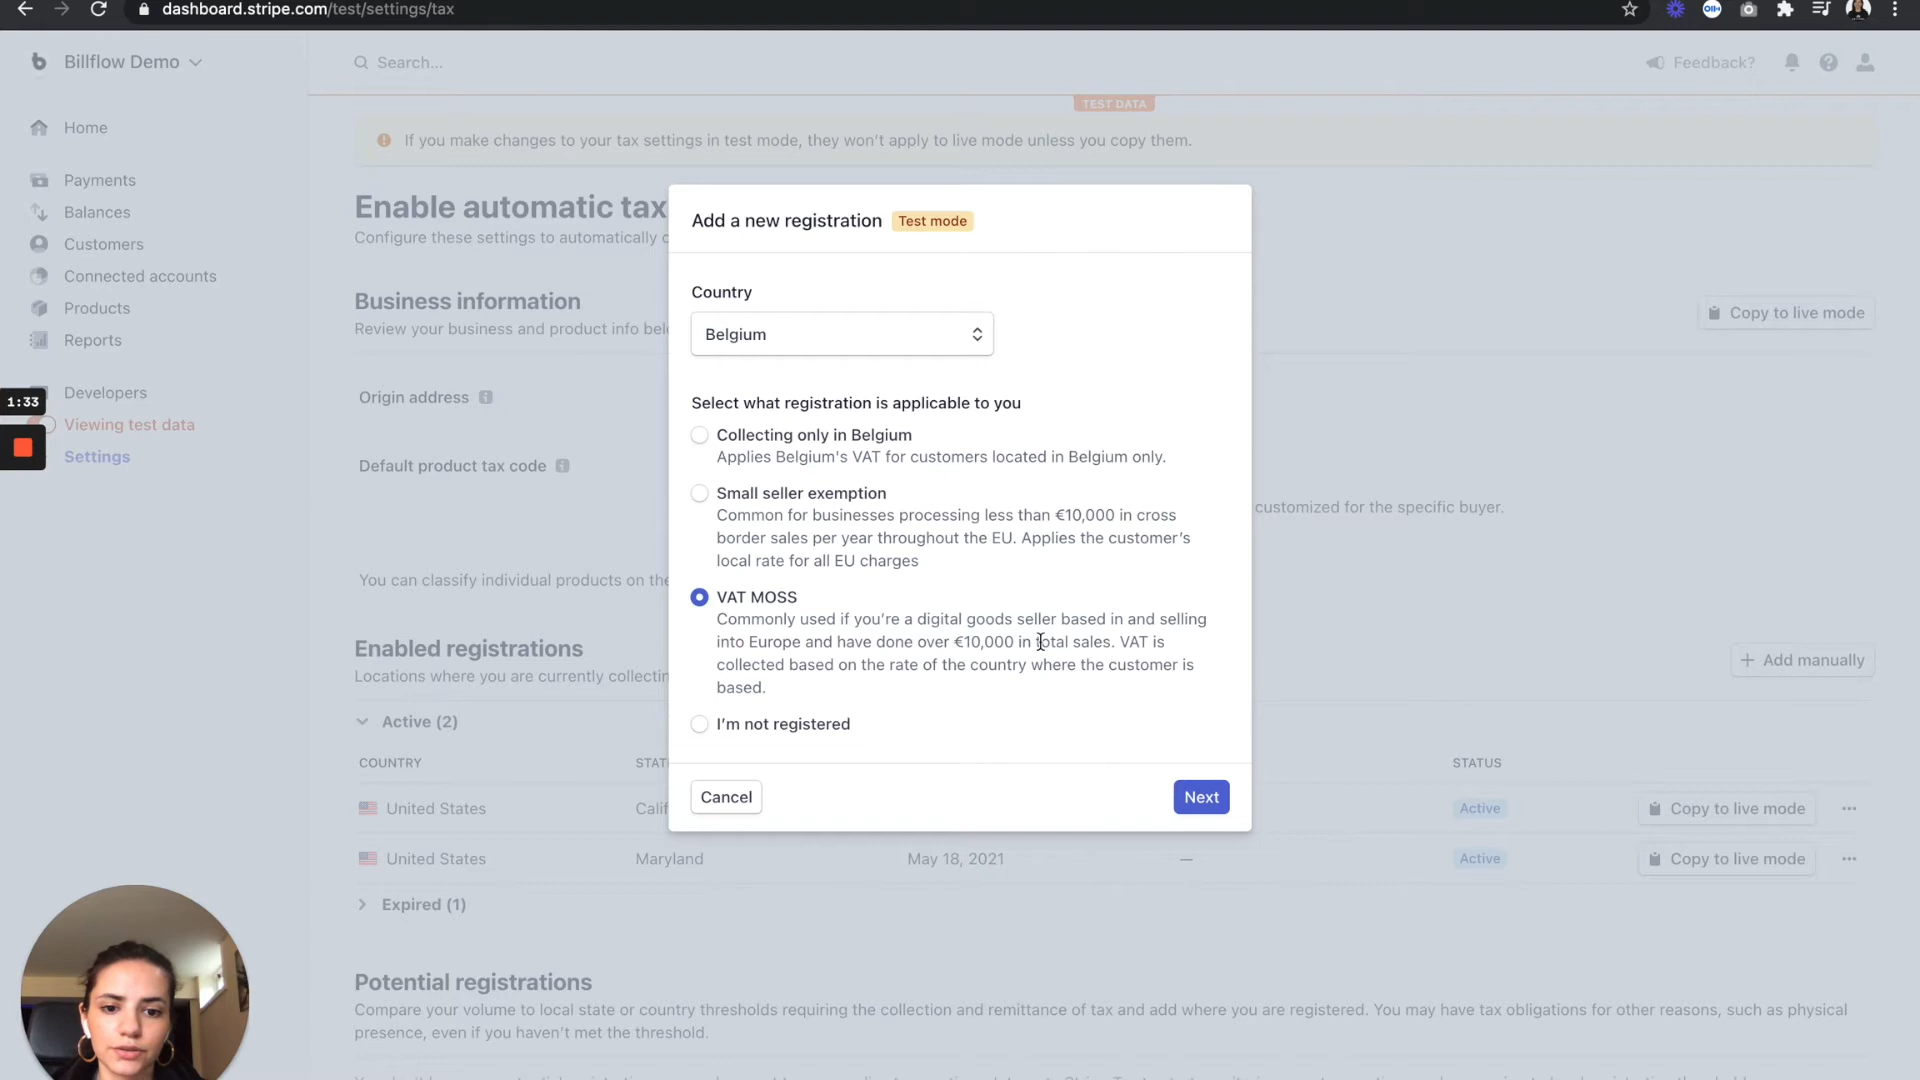 dashboard.stripe.com/test/settings/tax
Billflow Demo
Search...
Feedback?
TEST DATA
Home
Payments
Balances
Customers
Connected accounts
Products
Reports
Developers
1:33
Viewing test data
Settings
If you make changes to your tax settings in test mode, they won't apply to live mode unless you copy them.
Enable automatic tax
Configure these settings to automatically c
Business information
Review your business and product info bel
Copy to live mode
Origin address
Default product tax code
customized for the specific buyer.
You can classify individual products on the
Enabled registrations
Locations where you are currently collectin
Add manually
Active (2)
COUNTRY STAT STATUS
United States Calif Active Copy to live mode
United States Maryland May 18, 2021 — Active Copy to live mode
Expired (1)
Potential registrations
Compare your volume to local state or country thresholds requiring the collection and remittance of tax and add where you are registered. You may have tax obligations for other reasons, such as physical
presence, even if you haven't met the threshold.
Add a new registration Test mode
Country
Belgium
Select what registration is applicable to you
Collecting only in Belgium
Applies Belgium's VAT for customers located in Belgium only.
Small seller exemption
Common for businesses processing less than €10,000 in cross
border sales per year throughout the EU. Applies the customer's
local rate for all EU charges
VAT MOSS
Commonly used if you're a digital goods seller based in and selling
into Europe and have done over €10,000 in total sales. VAT is
collected based on the rate of the country where the customer is
based.
I'm not registered
Cancel
Next